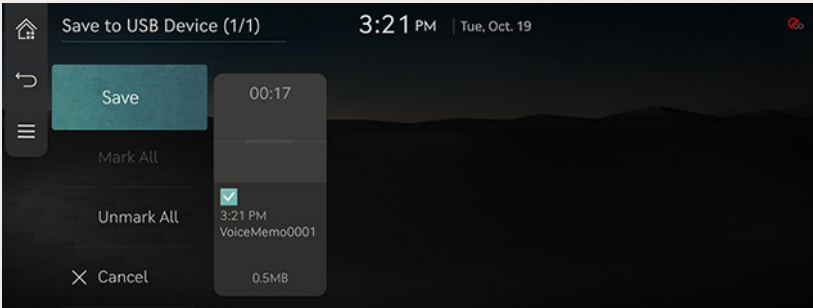 Save to USB Device (1/1)
3:21 PM
Tue, Oct. 19
Save
Mark All
Unmark All
Cancel
00:17
3:21 PM
VoiceMemo0001
0.5MB